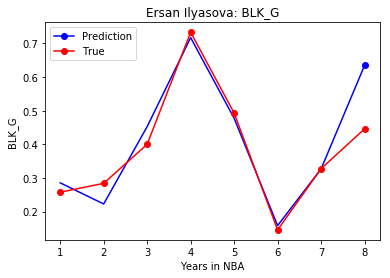 Ersan Ilyasova: BLK_G
Prediction
True
0.7
0.6
0.5
0.4
0.3
0.2
BLK_G
1 2 3 4 5 6 7 8
Years in NBA